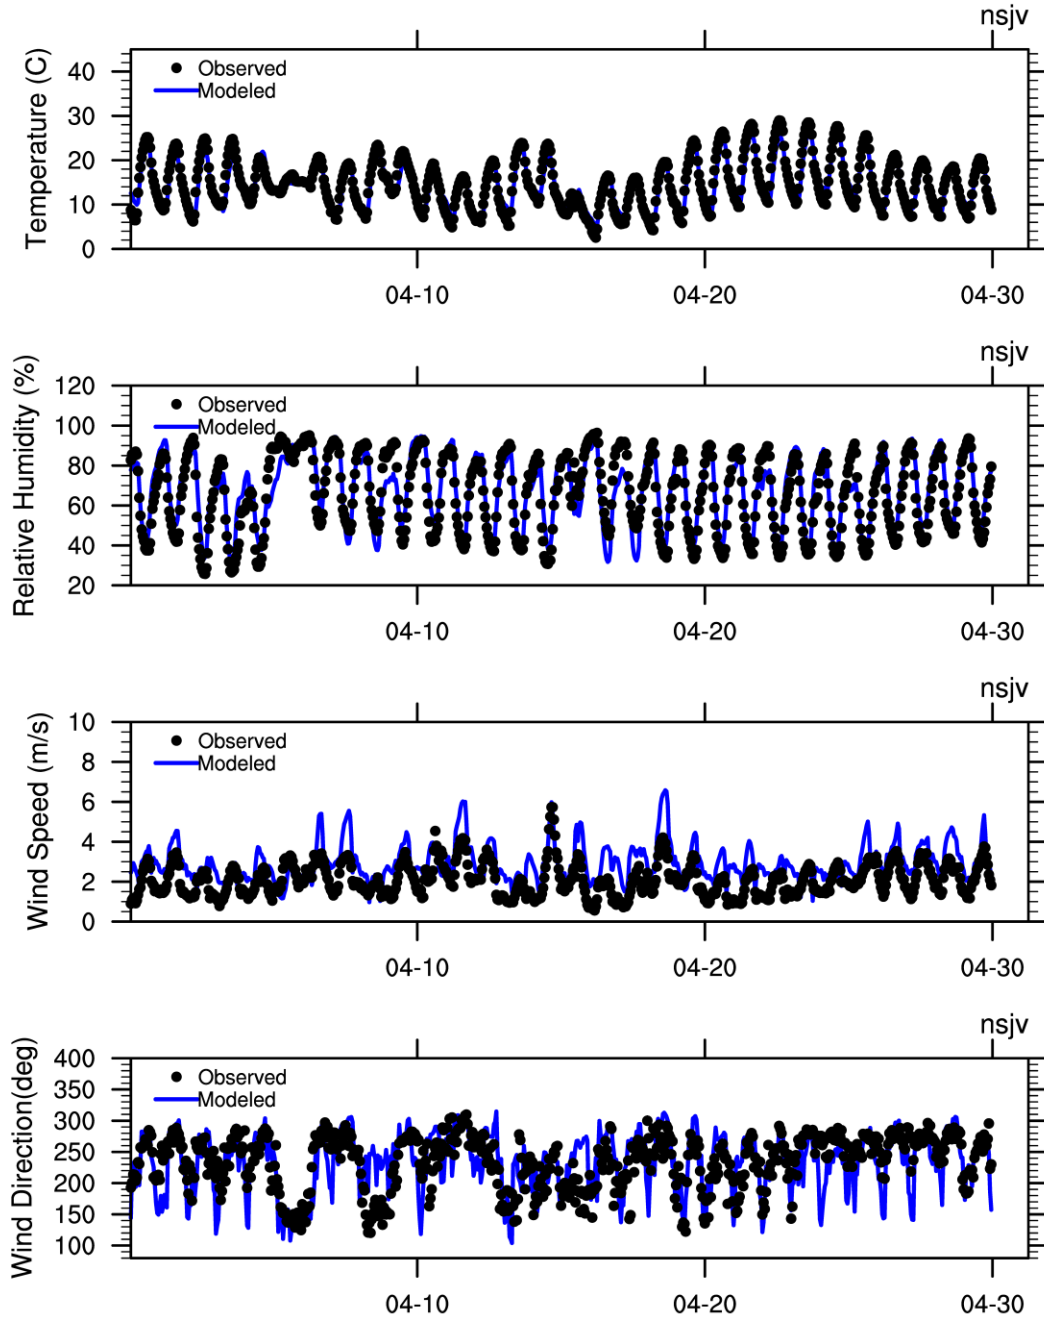 nsjv
Temperature (C)
40
30
20
10
0
Observed
Modeled
04-10
04-20
04-30
nsjv
Relative Humidity (%)
120
100
80
60
40
20
Observed
Modeled
04-10
04-20
04-30
nsjv
Wind Speed (m/s)
10
8
6
4
2
0
Observed
Modeled
04-10
04-20
04-30
nsjv
Wind Direction(deg)
400
350
300
250
200
150
100
Observed
Modeled
04-10
04-20
04-30